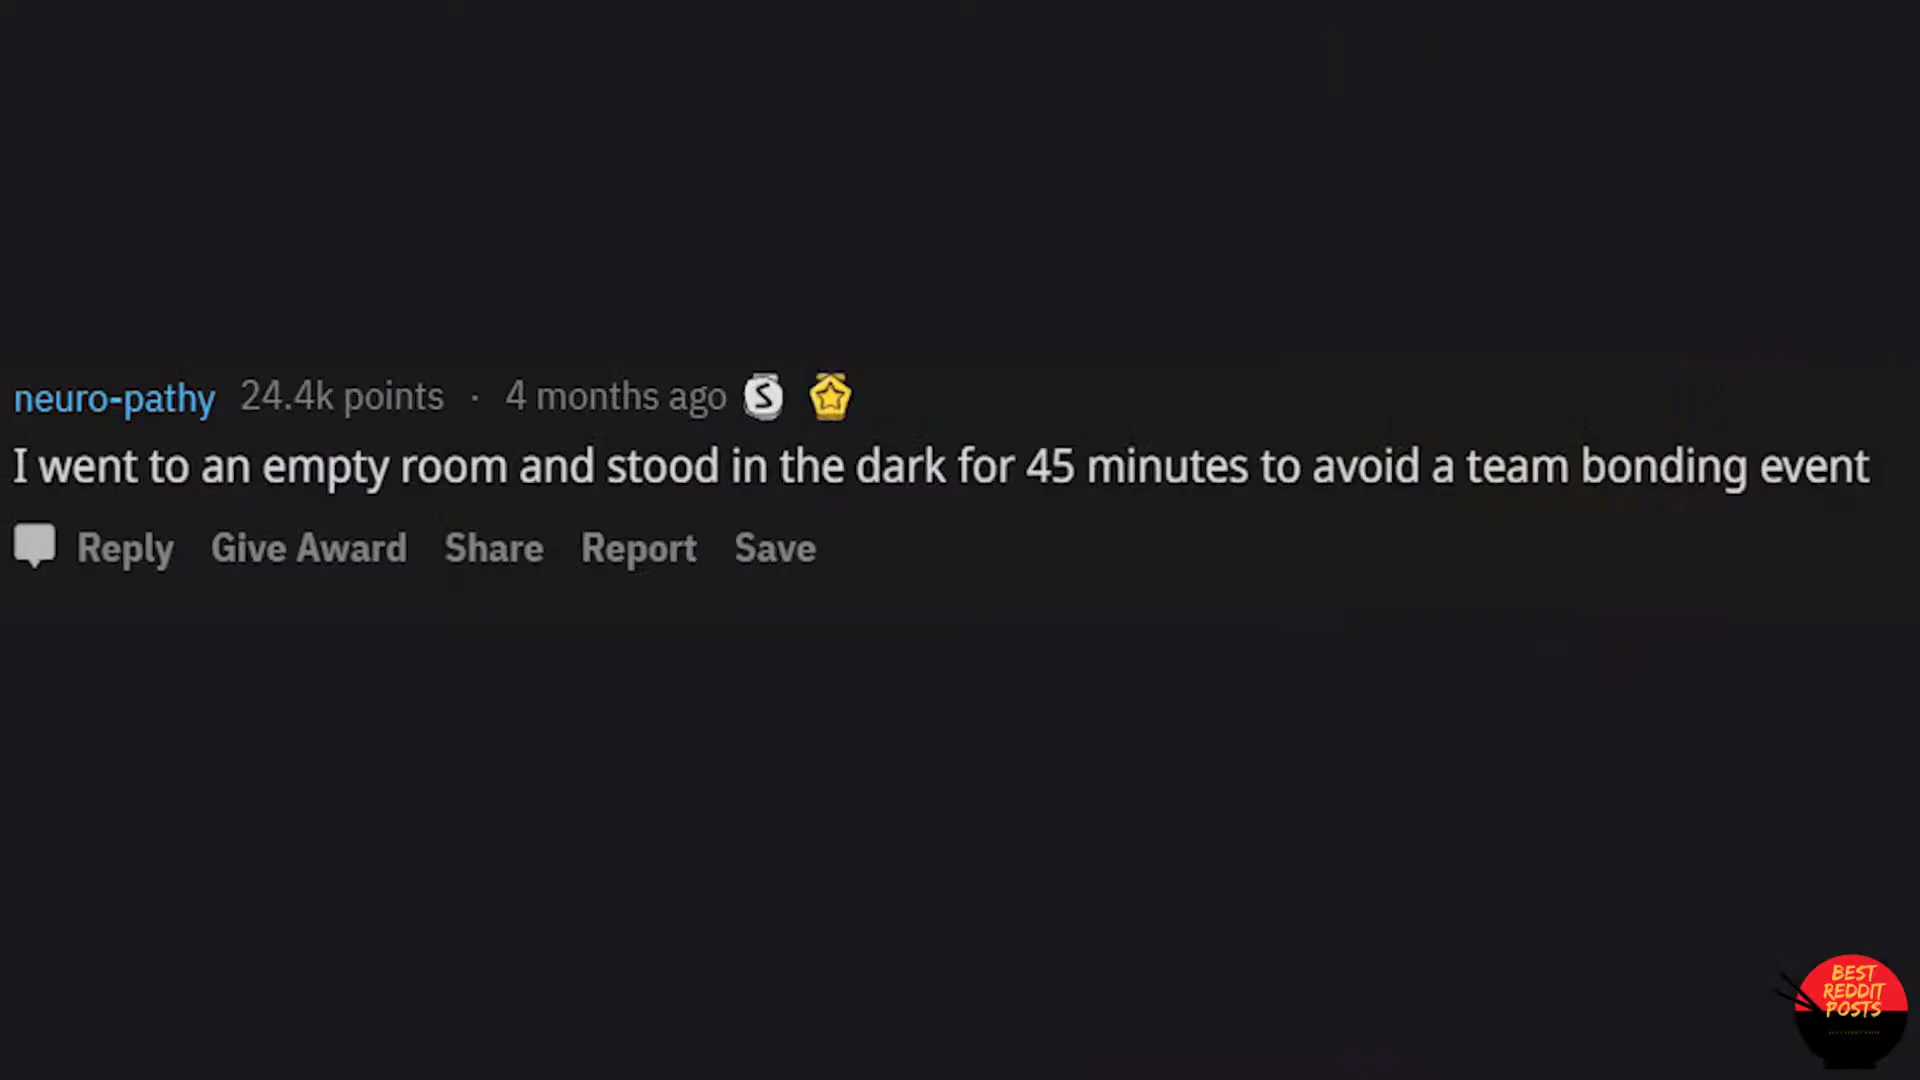 neuro-pathy 24.4k points · 4 months ago S
I went to an empty room and stood in the dark for 45 minutes to avoid a team bonding event
Reply Give Award Share Report Save
BEST
REDDIT
POSTS